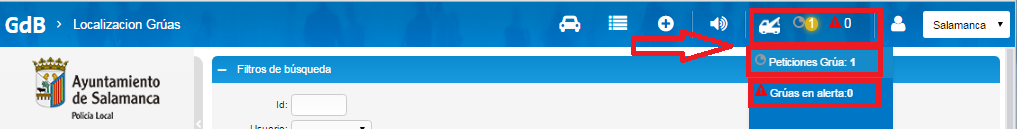 GdB > Localizacion Grúas
1 0
Salamanca
Peticiones Grúa: 1
Grúas en alerta:0
Ayuntamiento
de Salamanca
Policía Local
Filtros de búsqueda
Id:
Usuario: